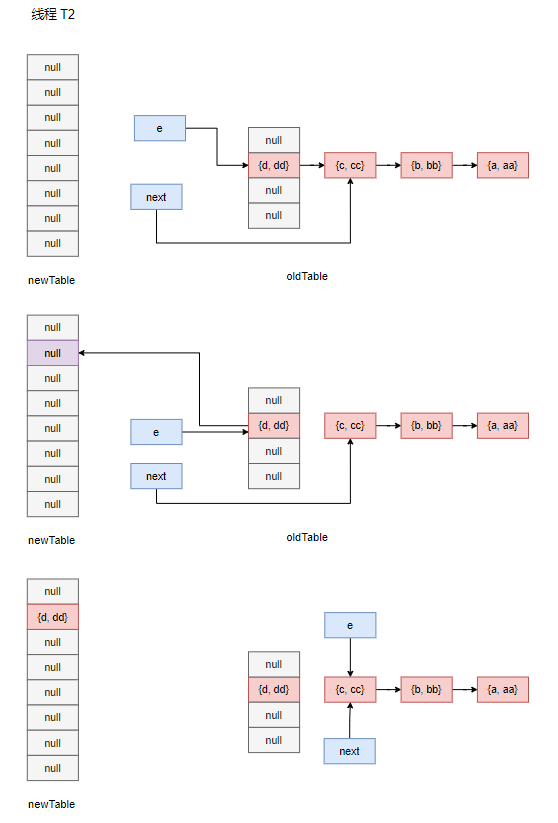 线程 T2
null
null
null
null
null
null
null
null
newTable
e
next
null
{d, dd}
null
null
{c, cc}
{b, bb}
{a, aa}
oldTable
null
null
null
null
null
null
null
null
newTable
e
next
null
{d, dd}
null
null
{c, cc}
{b, bb}
{a, aa}
oldTable
null
{d, dd}
null
null
null
null
null
null
newTable
e
null
{d, dd}
null
null
{c, cc}
{b, bb}
{a, aa}
next